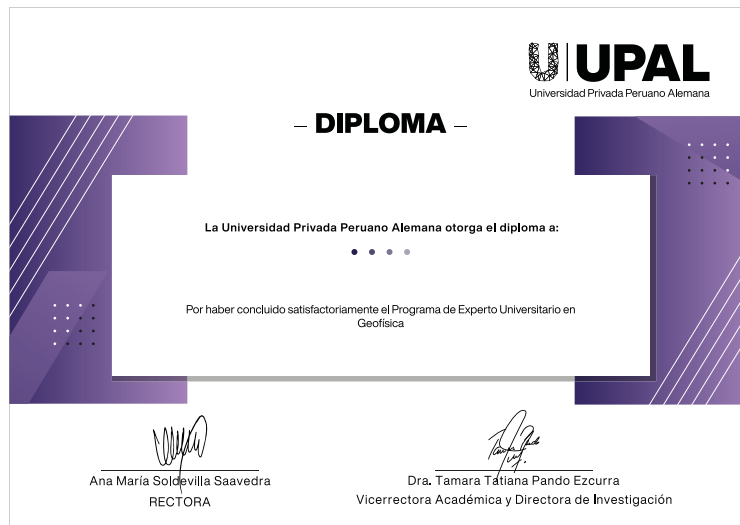 UPAL
Universidad Privada Peruano Alemana
– DIPLOMA –
La Universidad Privada Peruano Alemana otorga el diploma a:
Por haber concluido satisfactoriamente el Programa de Experto Universitario en
Geofísica
Ana María Soldevilla Saavedra
RECTORA
Dra. Tamara Tatiana Pando Ezcurra
Vicerrectora Académica y Directora de Investigación